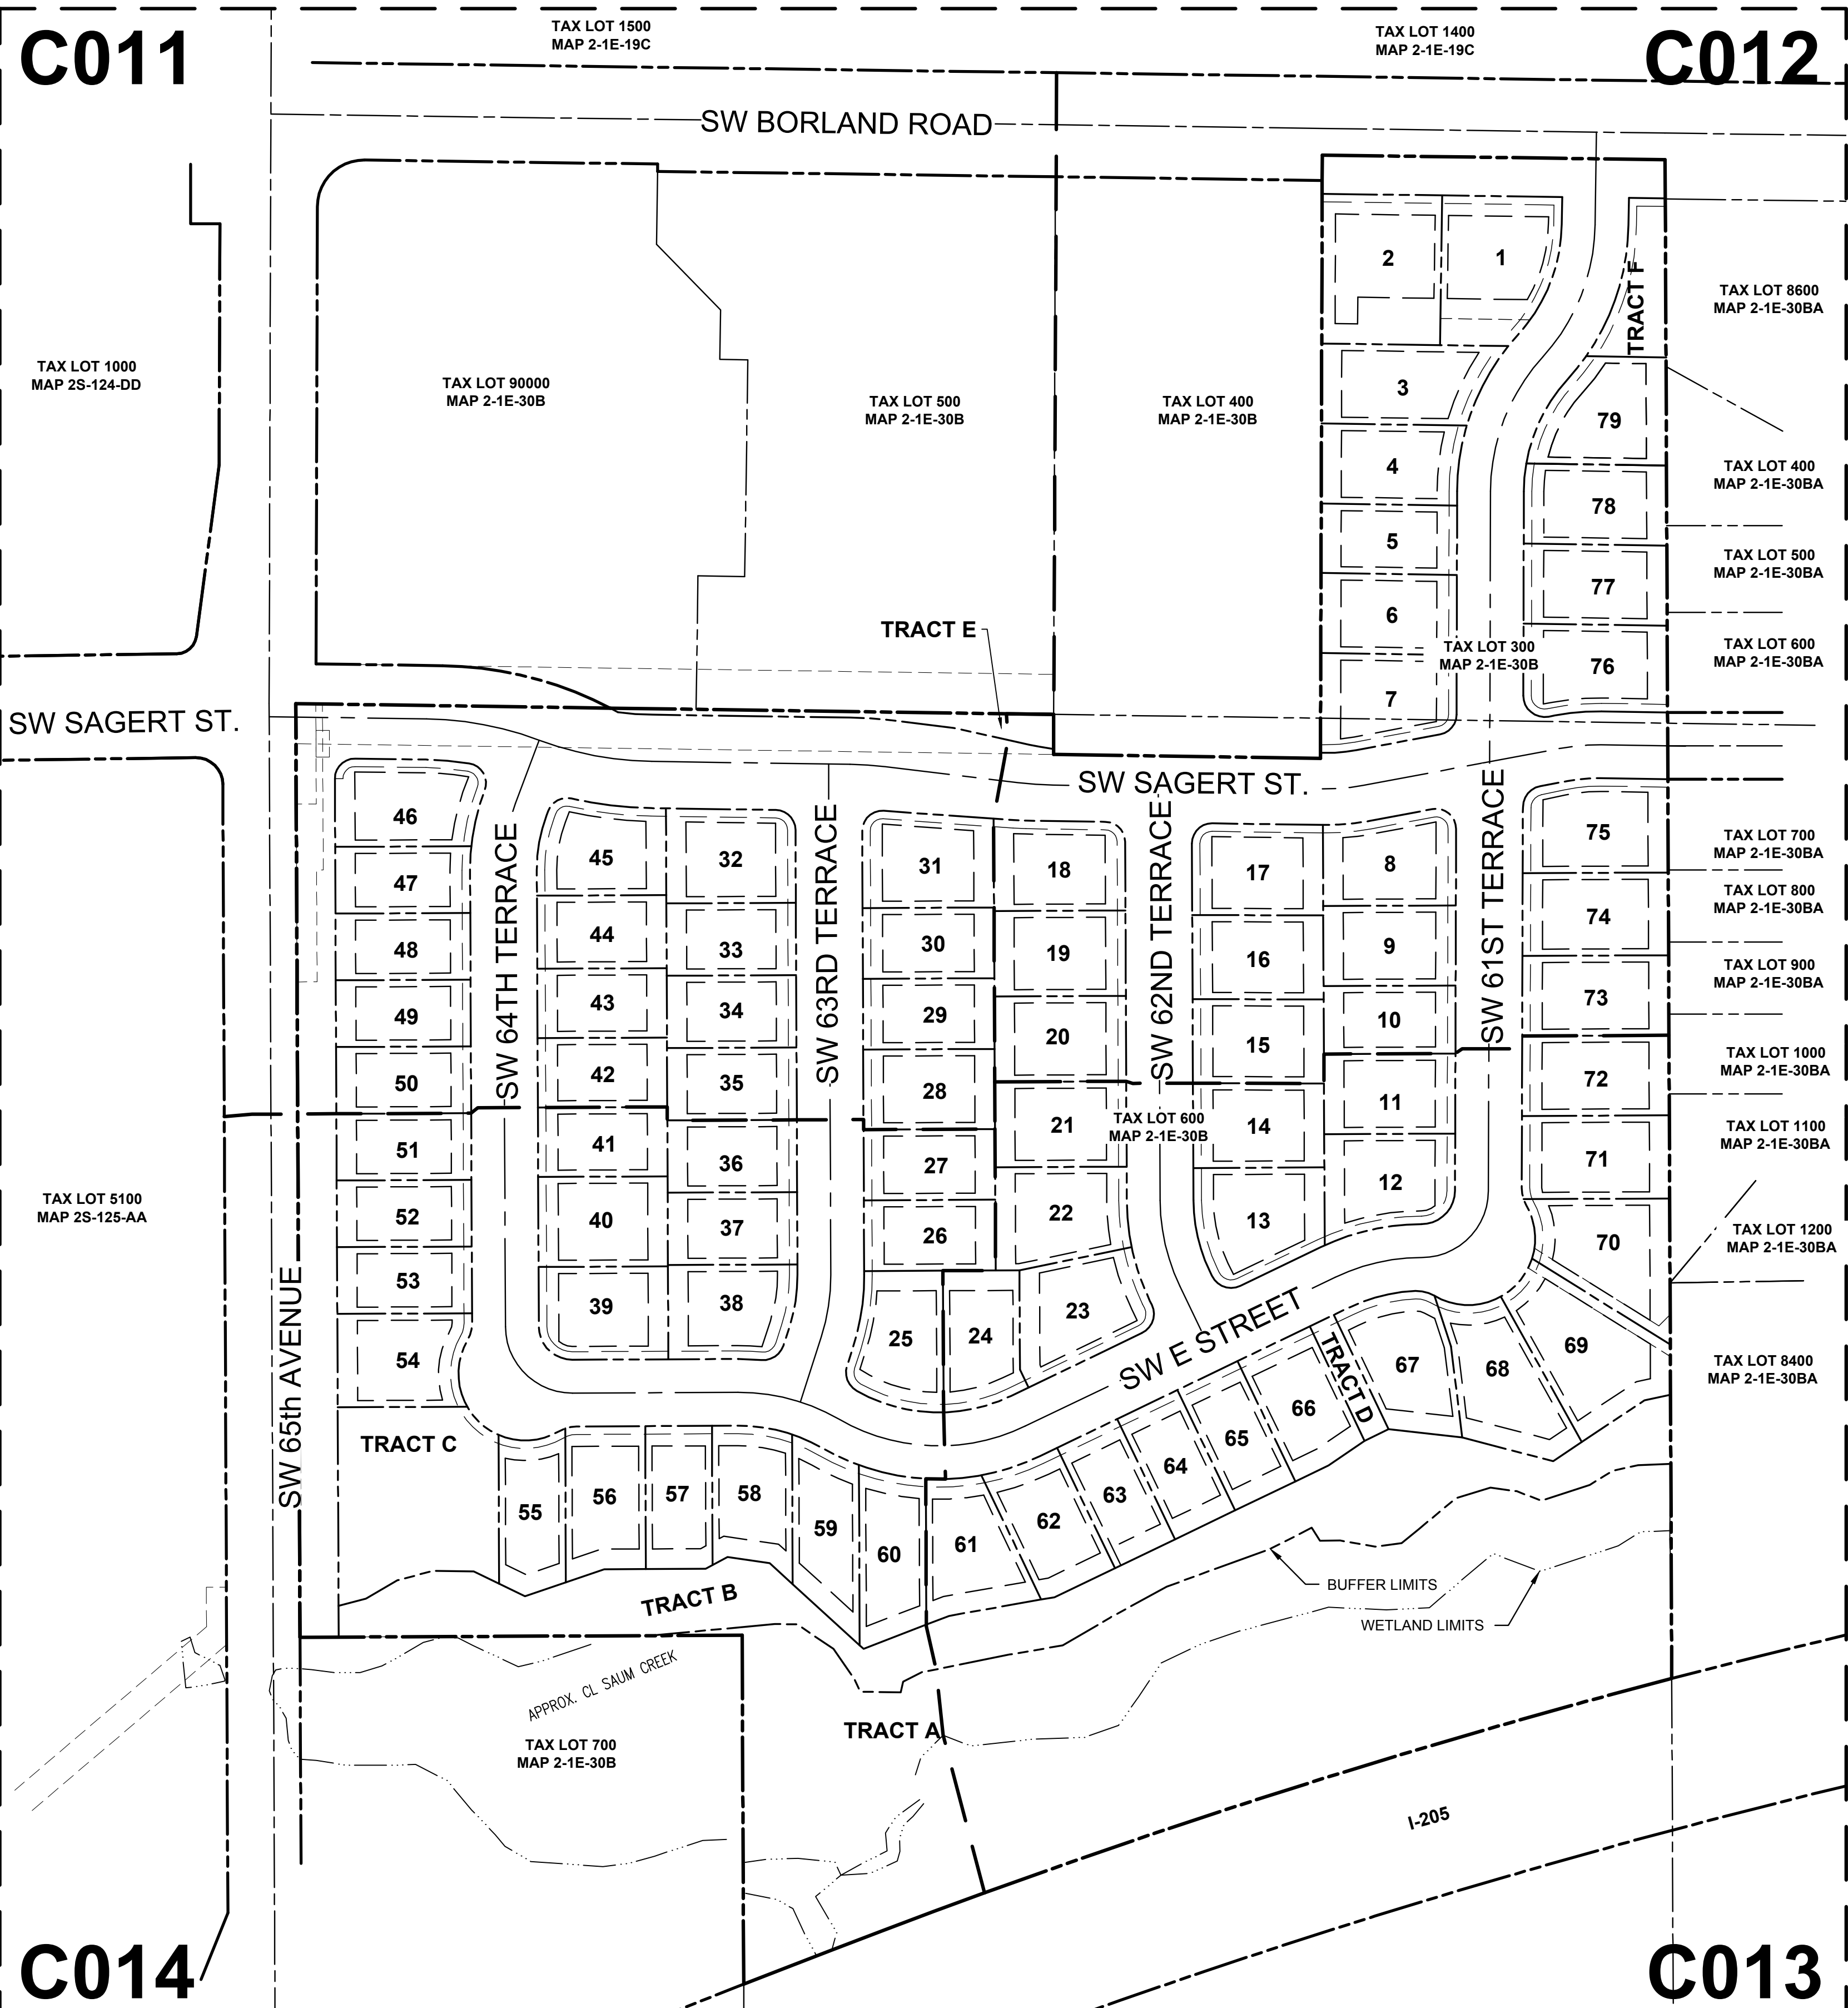 C011
TAX LOT 1500
MAP 2-1E-19C
TAX LOT 1400
MAP 2-1E-19C
C012
SW BORLAND ROAD
2
1
TRACT F
TAX LOT 8600
MAP 2-1E-30BA
TAX LOT 1000
MAP 2S-124-DD
TAX LOT 90000
MAP 2-1E-30B
TAX LOT 500
MAP 2-1E-30B
TAX LOT 400
MAP 2-1E-30B
3
79
4
TAX LOT 400
MAP 2-1E-30BA
78
5
TAX LOT 500
MAP 2-1E-30BA
77
6
TRACT E
TAX LOT 300
MAP 2-1E-30B
76
TAX LOT 600
MAP 2-1E-30BA
7
SW SAGERT ST.
SW SAGERT ST.
46
45
32
31
18
17
8
75
TAX LOT 700
MAP 2-1E-30BA
47
44
33
30
19
16
9
74
TAX LOT 800
MAP 2-1E-30BA
48
SW 64TH TERRACE
SW 63RD TERRACE
SW 62ND TERRACE
SW 61ST TERRACE
43
34
29
20
15
10
73
TAX LOT 900
MAP 2-1E-30BA
49
50
42
35
28
72
TAX LOT 1000
MAP 2-1E-30BA
51
41
36
27
21
TAX LOT 600
MAP 2-1E-30B
14
11
71
TAX LOT 1100
MAP 2-1E-30BA
TAX LOT 5100
MAP 2S-125-AA
52
40
37
26
22
13
12
70
TAX LOT 1200
MAP 2-1E-30BA
53
39
38
25
24
23
SW E STREET
54
SW 65th AVENUE
TRACT D
67
68
69
TAX LOT 8400
MAP 2-1E-30BA
TRACT C
55
56
57
58
59
60
61
62
63
64
65
66
BUFFER LIMITS
WETLAND LIMITS
TRACT B
APPROX. CL SAUM CREEK
TRACT A
TAX LOT 700
MAP 2-1E-30B
I-205
C014
C013